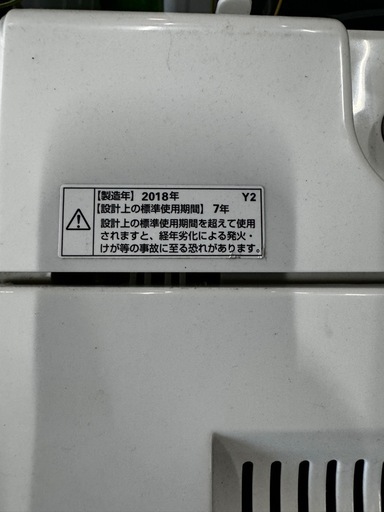 【製造年】2018年 Y2
【設計上の標準使用期間】7年
設計上の標準使用期間を超えて使用
されますと、経年劣化による発火・
けが等の事故に至る恐れがあります。